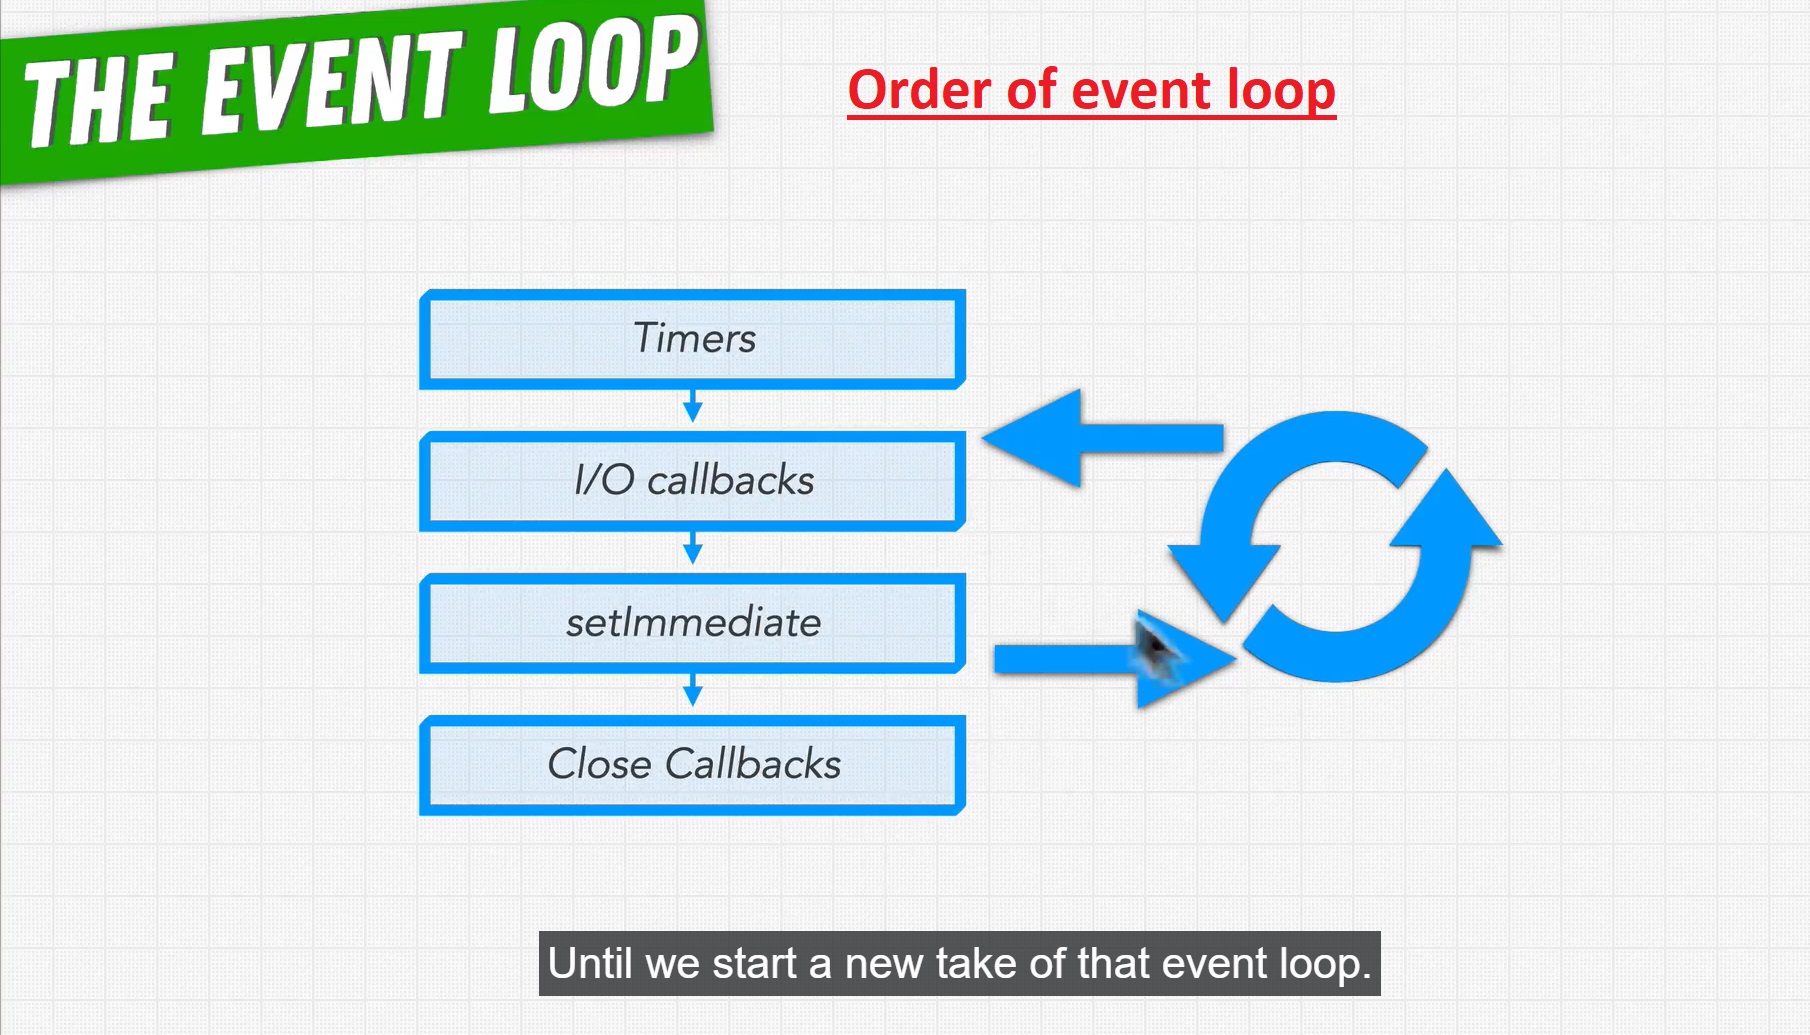 THE EVENT LOOP
Order of event loop
Timers
I/O callbacks
setImmediate
Close Callbacks
Until we start a new take of that event loop.